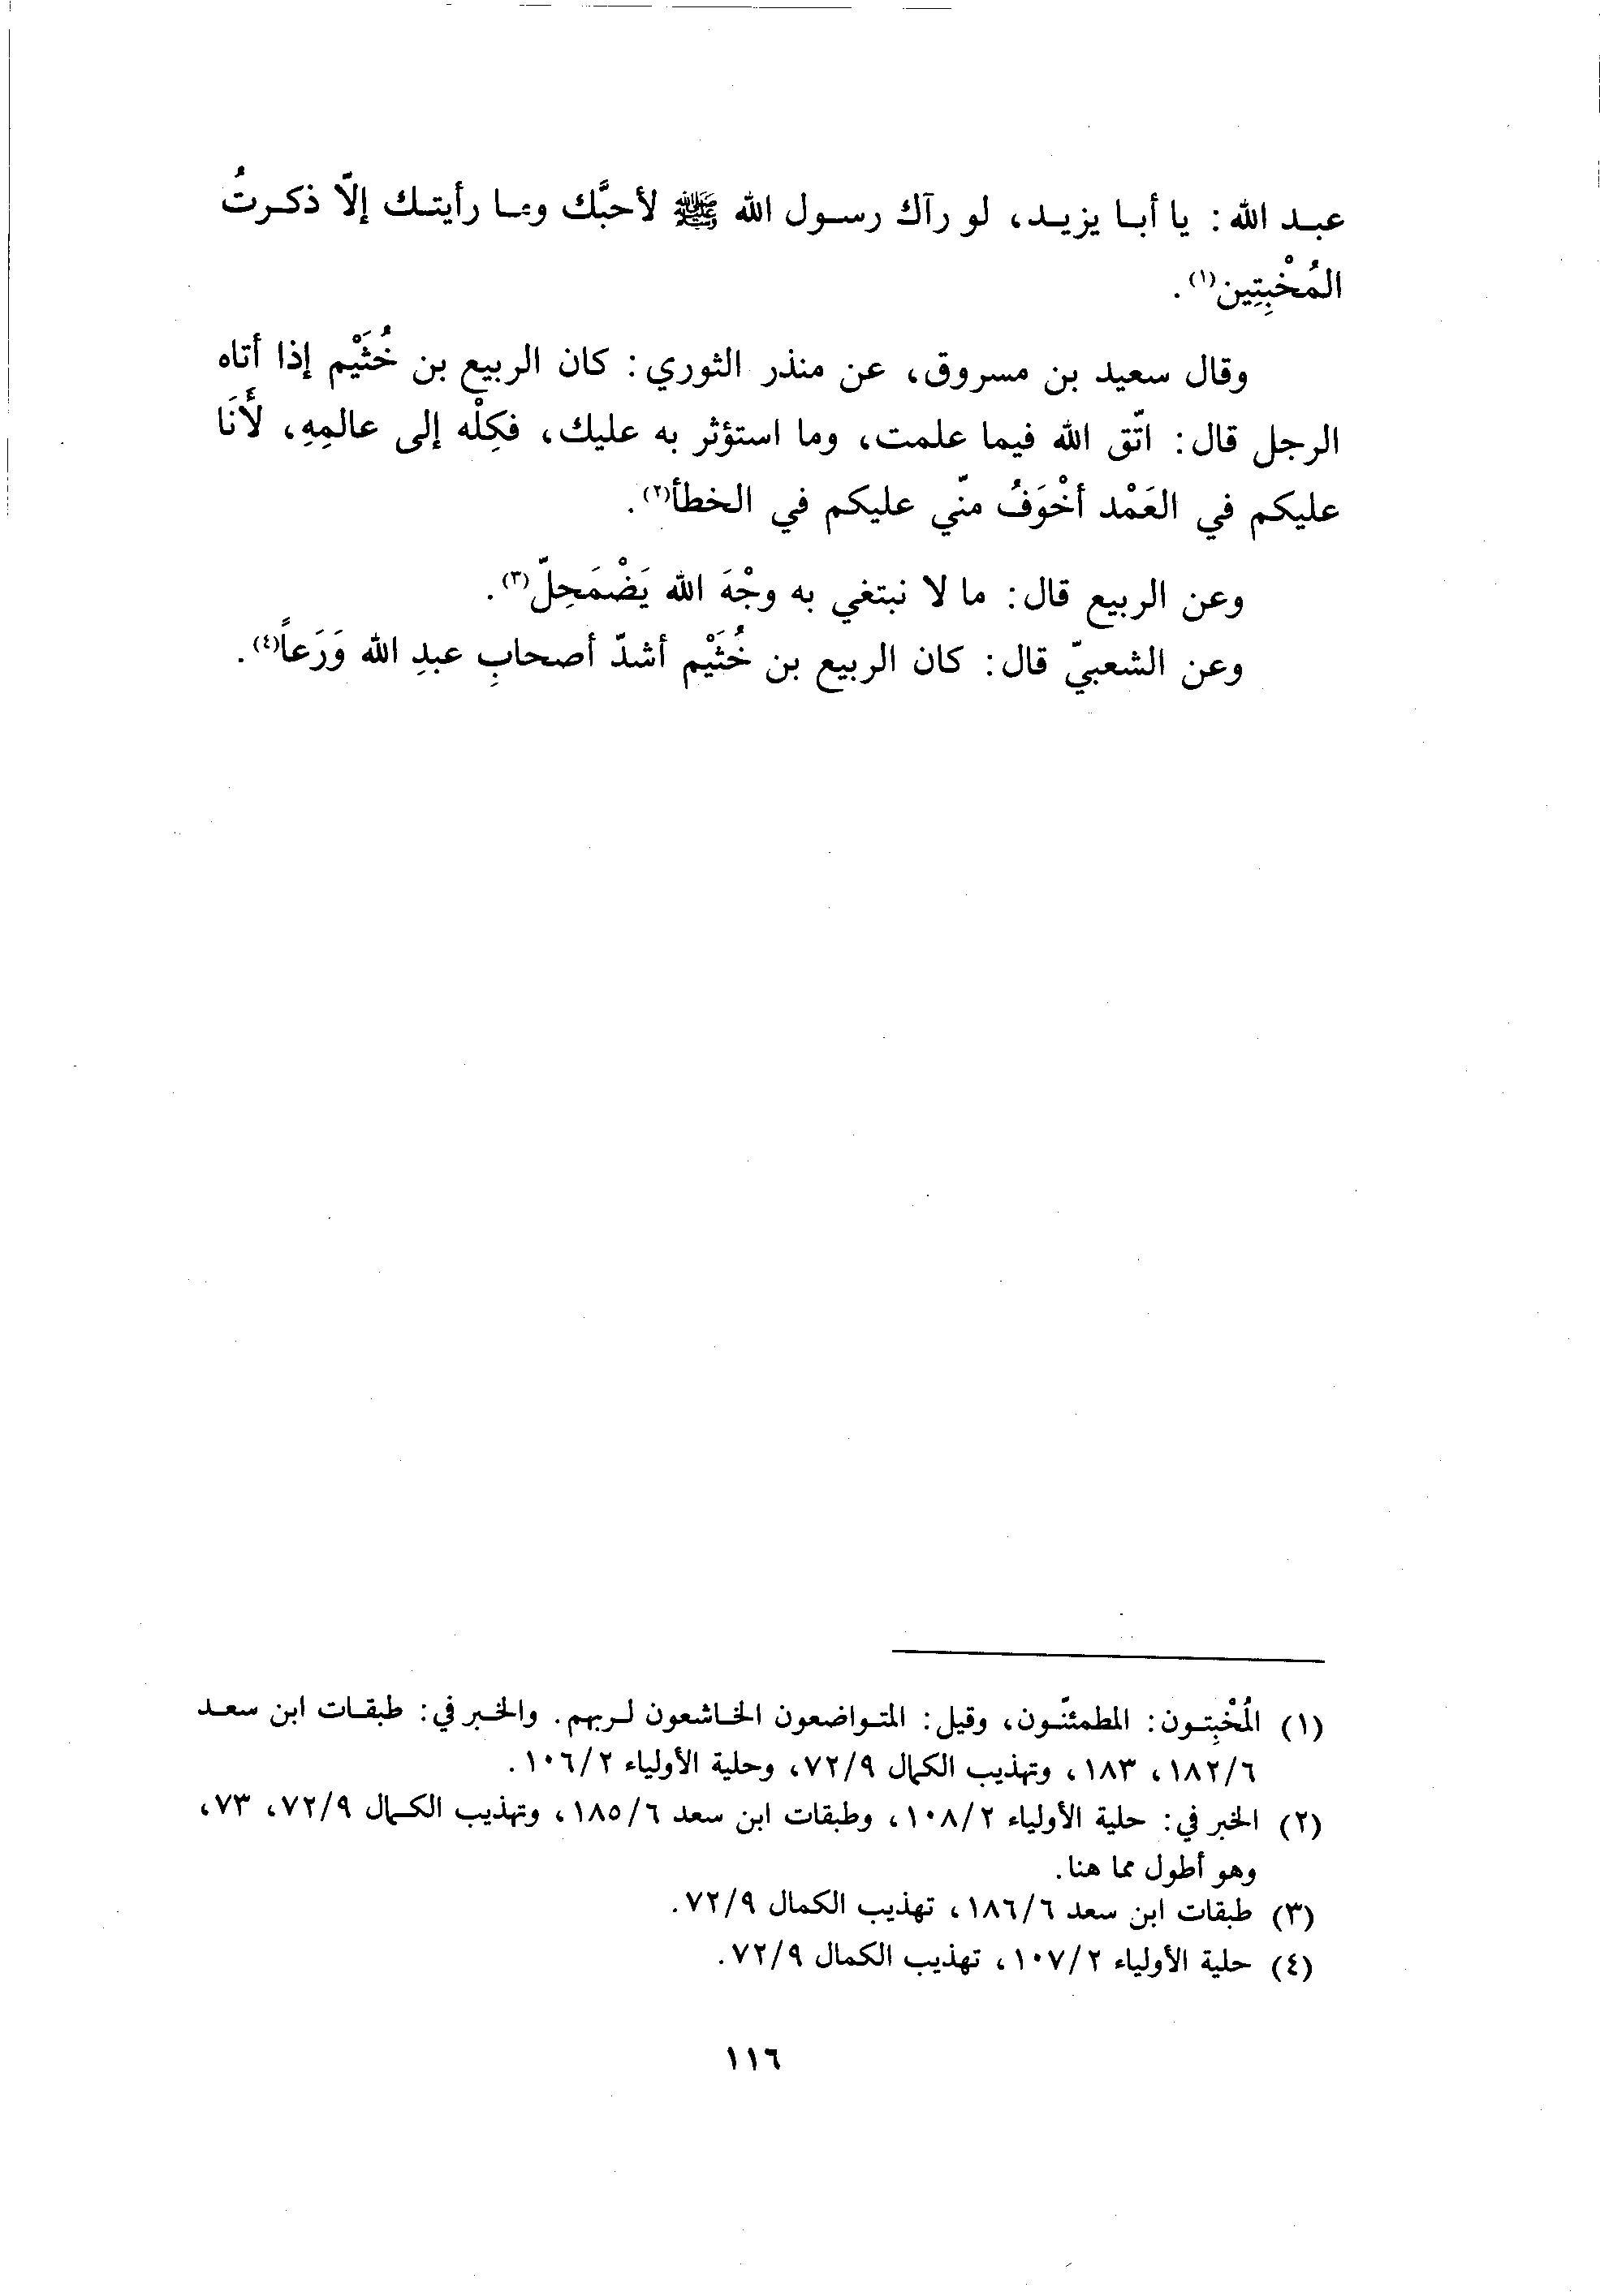 عبد الله: يا أبا يزيد، لو رآك رسول الله ﷺ لأحبَّك وما رأيتك إلّا ذكرتُ
المُخْبِتِين(١).
وقال سعيد بن مسروق، عن منذر الثوري: كان الربيع بن خُثَيْم إذا أتاه
الرجل قال: اتّق الله فيما علمت، وما استؤثر به عليك، فكِلْه إلى عالمِهِ، لأَنَا
عليكم في العَمْد أخْوَفُ منّي عليكم في الخطأ(٢).
وعن الربيع قال: ما لا نبتغي به وجْهَ الله يَضْمَحِلّ(٣).
وعن الشعبيّ قال: كان الربيع بن خُثَيْم أشدّ أصحابِ عبدِ الله وَرَعاً(٤).
(١) المُخْبِتون: المطمئنّون، وقيل: المتواضعون الخاشعون لربهم. والخبر في: طبقات ابن سعد
٦/١٨٢، ١٨٣، وتهذيب الكمال ٩/٧٢، وحلية الأولياء ٢/١٠٦.
(٢) الخبر في: حلية الأولياء ٢/١٠٨، وطبقات ابن سعد ٦/١٨٥، وتهذيب الكمال ٩/٧٢، ٧٣،
وهو أطول مما هنا.
(٣) طبقات ابن سعد ٦/١٨٦، تهذيب الكمال ٩/٧٢.
(٤) حلية الأولياء ٢/١٠٧، تهذيب الكمال ٩/٧٢.
١١٦